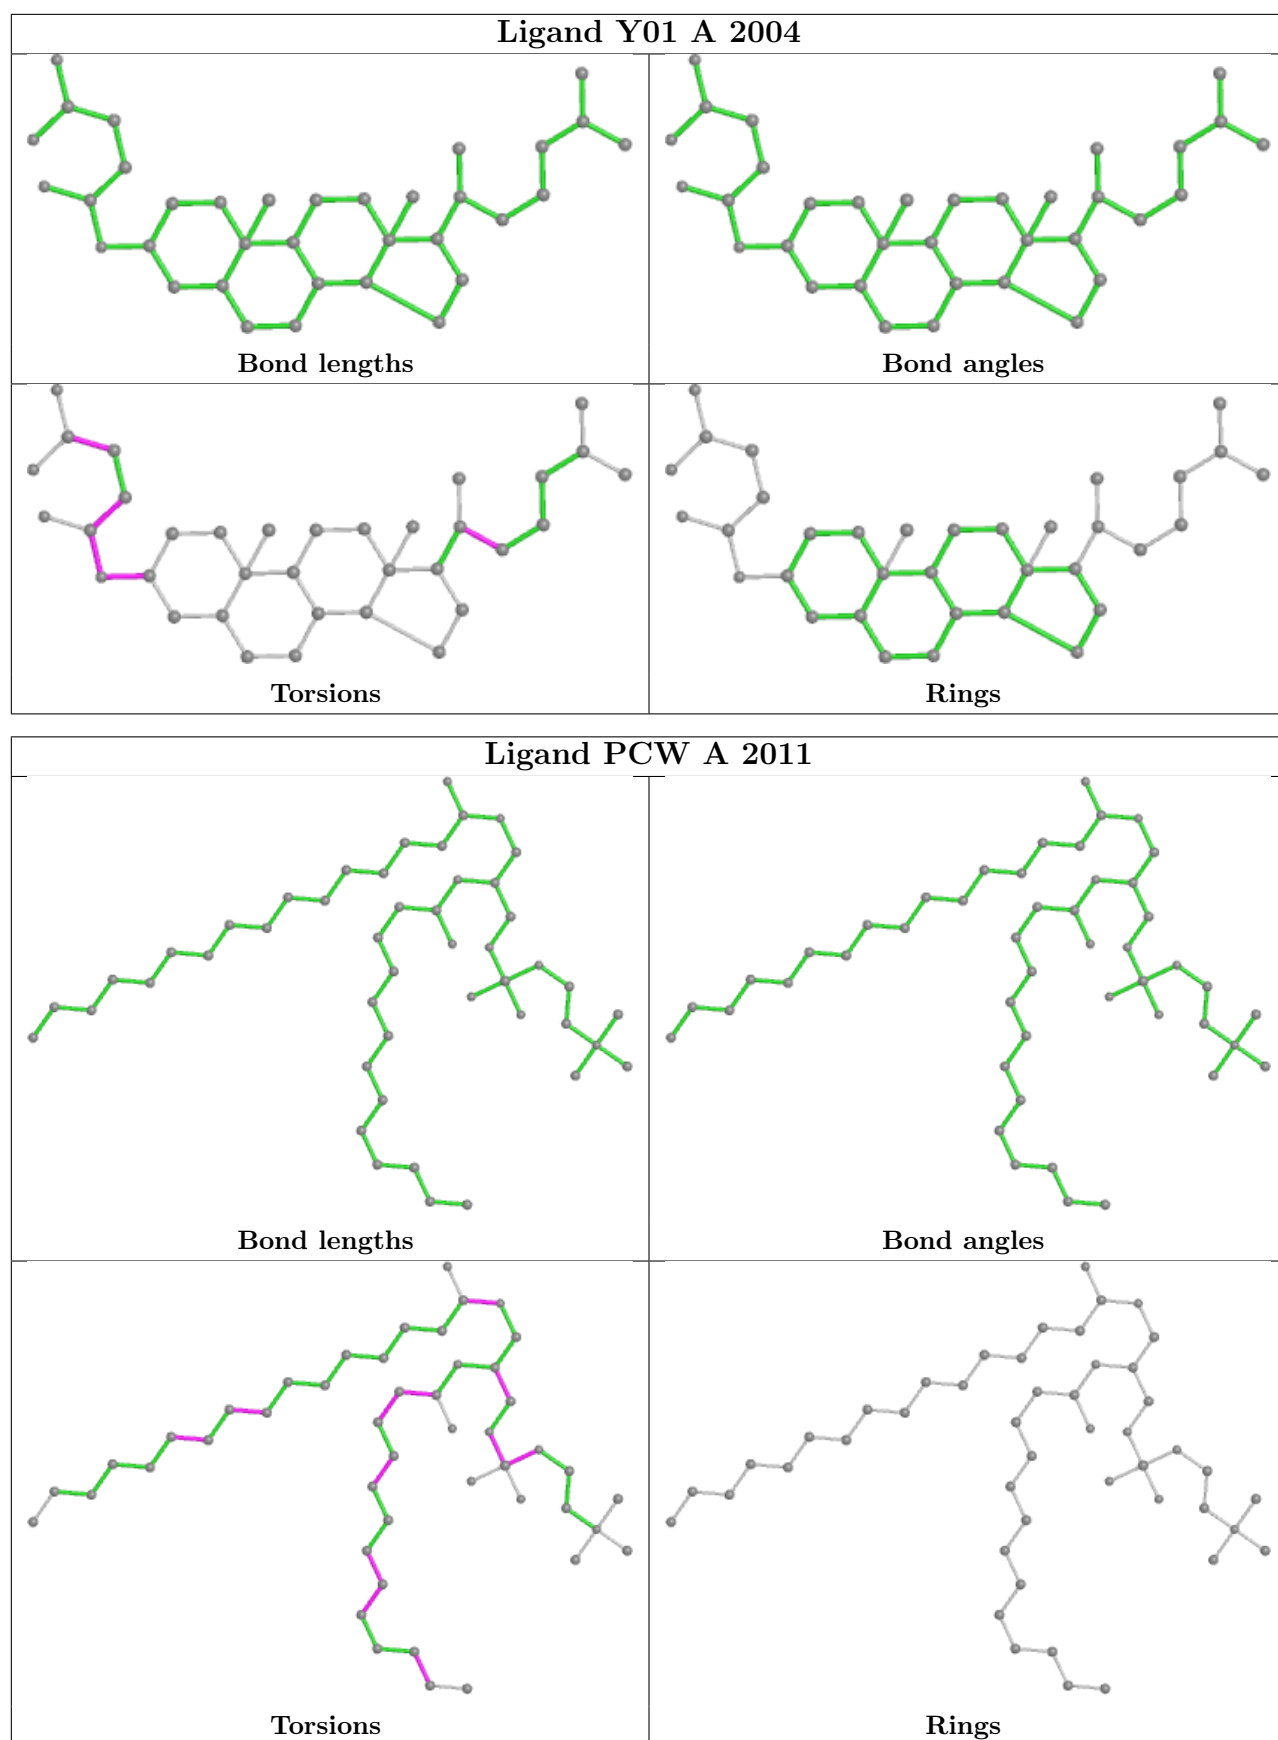 Ligand Y01 A 2004
Bond lengths
Bond angles
Torsions
Rings
Ligand PCW A 2011
Bond lengths
Bond angles
Torsions
Rings